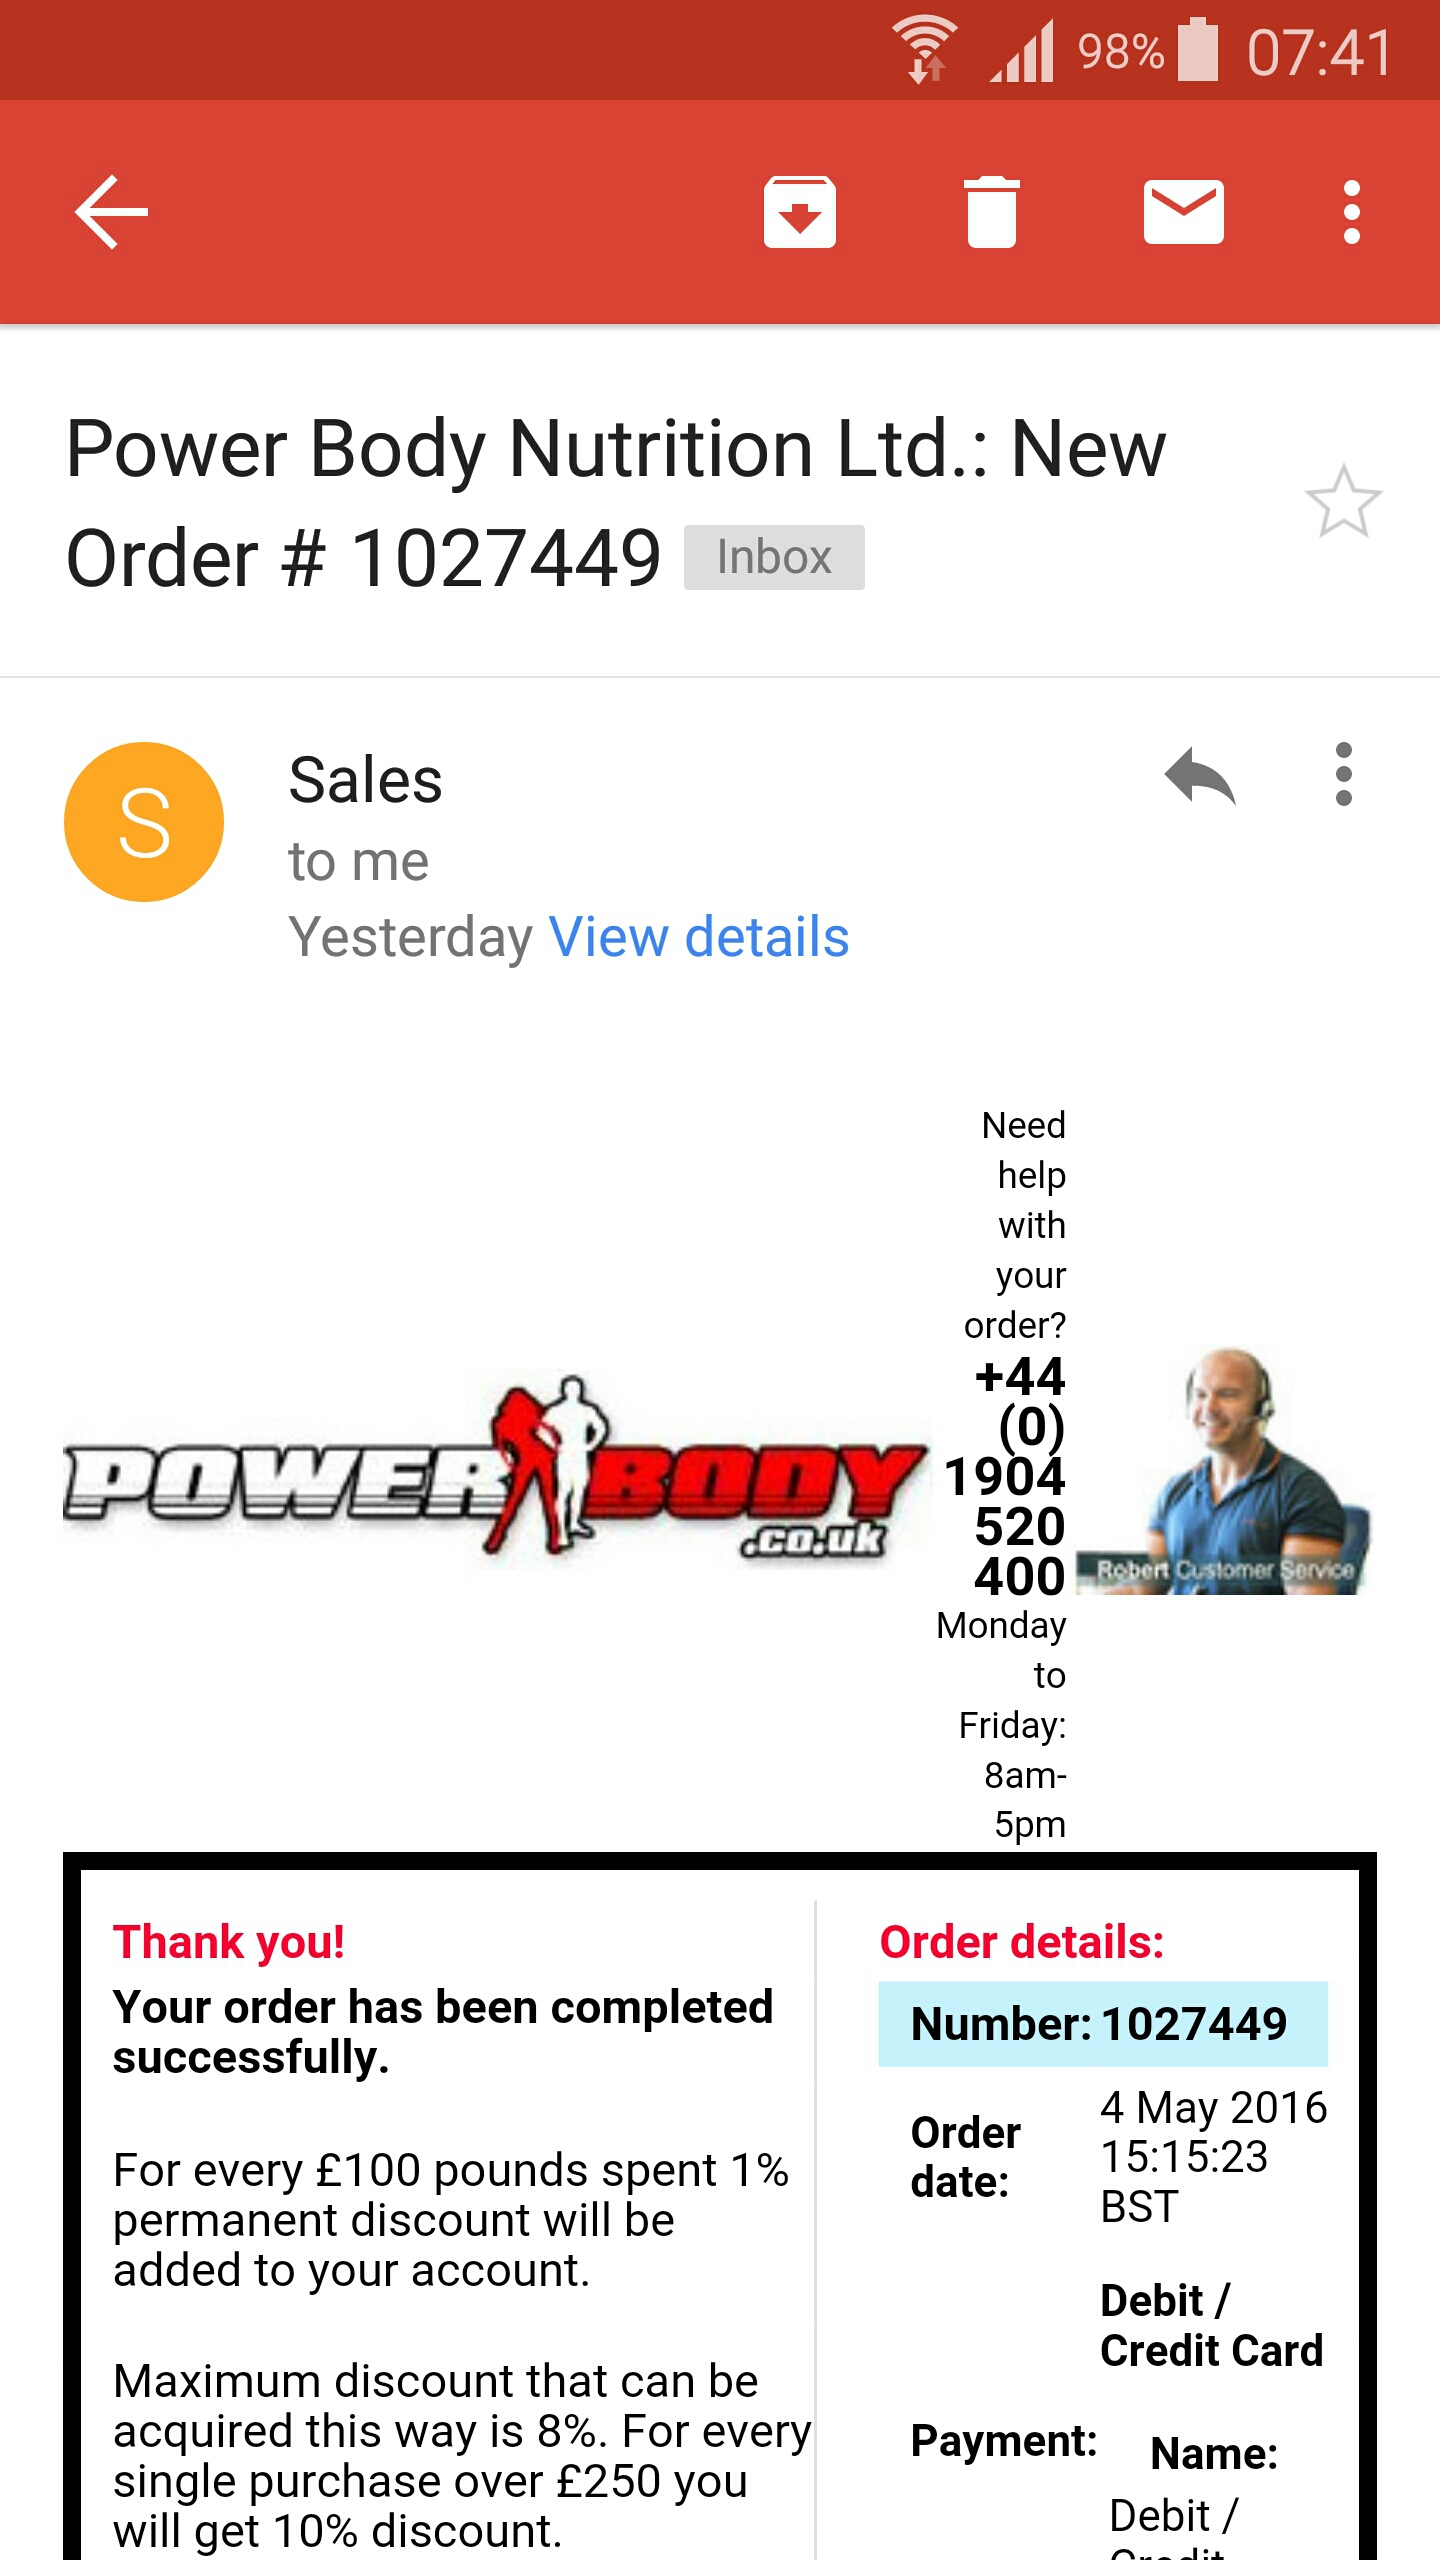 98% 07:41
Power Body Nutrition Ltd.: New
Order # 1027449 Inbox
S
Sales
to me
Yesterday View details
POWER BODY
.co.uk
Need
help
with
your
order?
+44
(0)
1904
520
400
Monday
to
Friday:
8am-
5pm
Robert Customer Service
Thank you!
Your order has been completed
successfully.
For every £100 pounds spent 1%
permanent discount will be
added to your account.
Maximum discount that can be
acquired this way is 8%. For every
single purchase over £250 you
will get 10% discount.
Order details:
Number: 1027449
Order
date:
4 May 2016
15:15:23
BST
Payment:
Debit /
Credit Card
Name:
Debit /
Credit